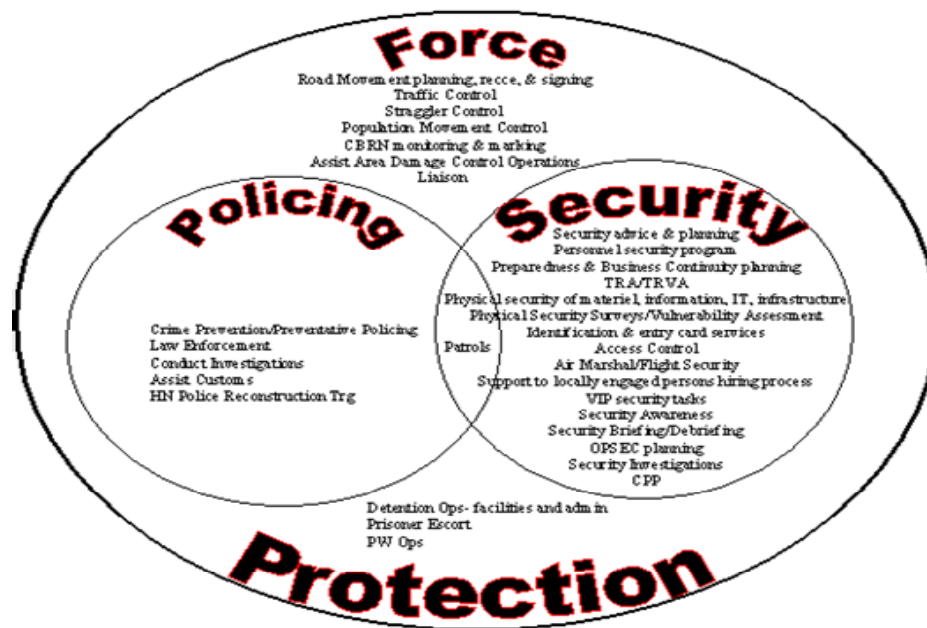 Force
Road Movement planning, recce, & signing
Traffic Control
Straggler Control
Population Movement Control
CBRN monitoring & marking
Assist Area Damage Control Operations
Liaison
Policing
Crime Prevention/Preventative Policing
Law Enforcement
Conduct Investigations
Assist Customs
HN Police Reconstruction Trg
Patrols
Security
Security advice & planning
Personnel security program
Preparedness & Business Continuity planning
TRA/TRVA
Physical security of materiel, information, IT, infrastructure
Physical Security Surveys/Vulnerability Assessment
Identification & entry card services
Access Control
Air Marshal/Flight Security
Support to locally engaged persons hiring process
VIP security tasks
Security Awareness
Security Briefing/Debriefing
OPSEC planning
Security Investigations
CPP
Detention Ops- facilities and admin
Prisoner Escort
PW Ops
Protection